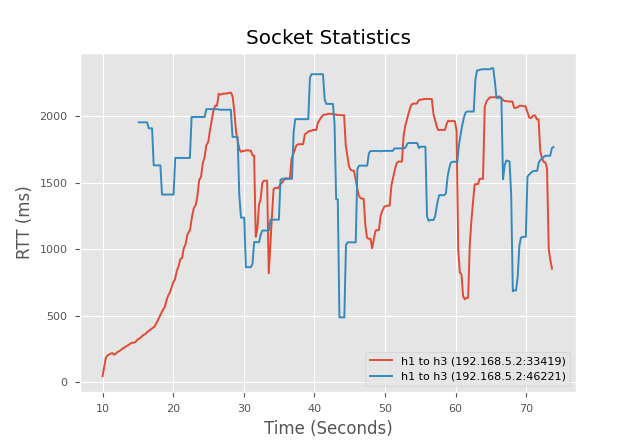 Socket Statistics
RTT (ms)
2000
1500
1000
500
0
h1 to h3 (192.168.5.2:33419)
h1 to h3 (192.168.5.2:46221)
10 20 30 40 50 60 70
Time (Seconds)